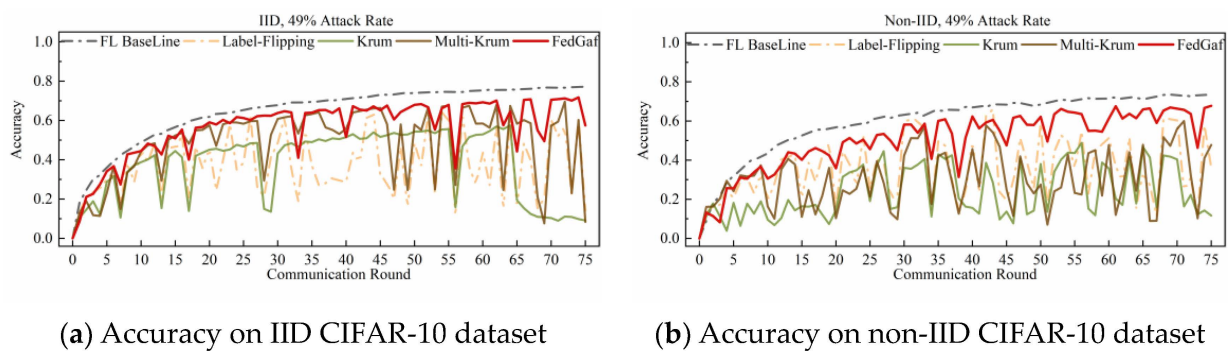 IID, 49% Attack Rate
FL BaseLine Label-Flipping Krum Multi-Krum FedGaf
1.0
0.8
0.6
0.4
0.2
0.0
Accuracy
0 5 10 15 20 25 30 35 40 45 50 55 60 65 70 75
Communication Round
(a) Accuracy on IID CIFAR-10 dataset
Non-IID, 49% Attack Rate
FL BaseLine Label-Flipping Krum Multi-Krum FedGaf
1.0
0.8
0.6
0.4
0.2
0.0
Accuracy
0 5 10 15 20 25 30 35 40 45 50 55 60 65 70 75
Communication Round
(b) Accuracy on non-IID CIFAR-10 dataset